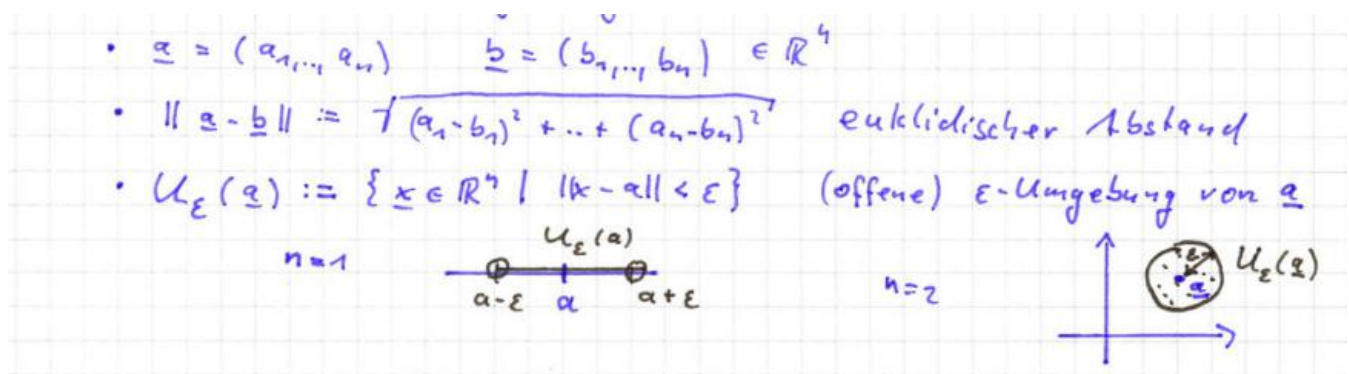 • a = (a₁,.., aₙ)   b = (b₁,.., bₙ) ∈ ℝⁿ
• ‖a - b‖ := √((a₁-b₁)² + .. + (aₙ-bₙ)²)   euklidischer Abstand
• U_ε(a) := {x ∈ ℝⁿ | ‖x - a‖ < ε}   (offene) ε-Umgebung von a
n=1   U_ε(a)   n=2   ε   U_ε(a)
a-ε   a   a+ε   a